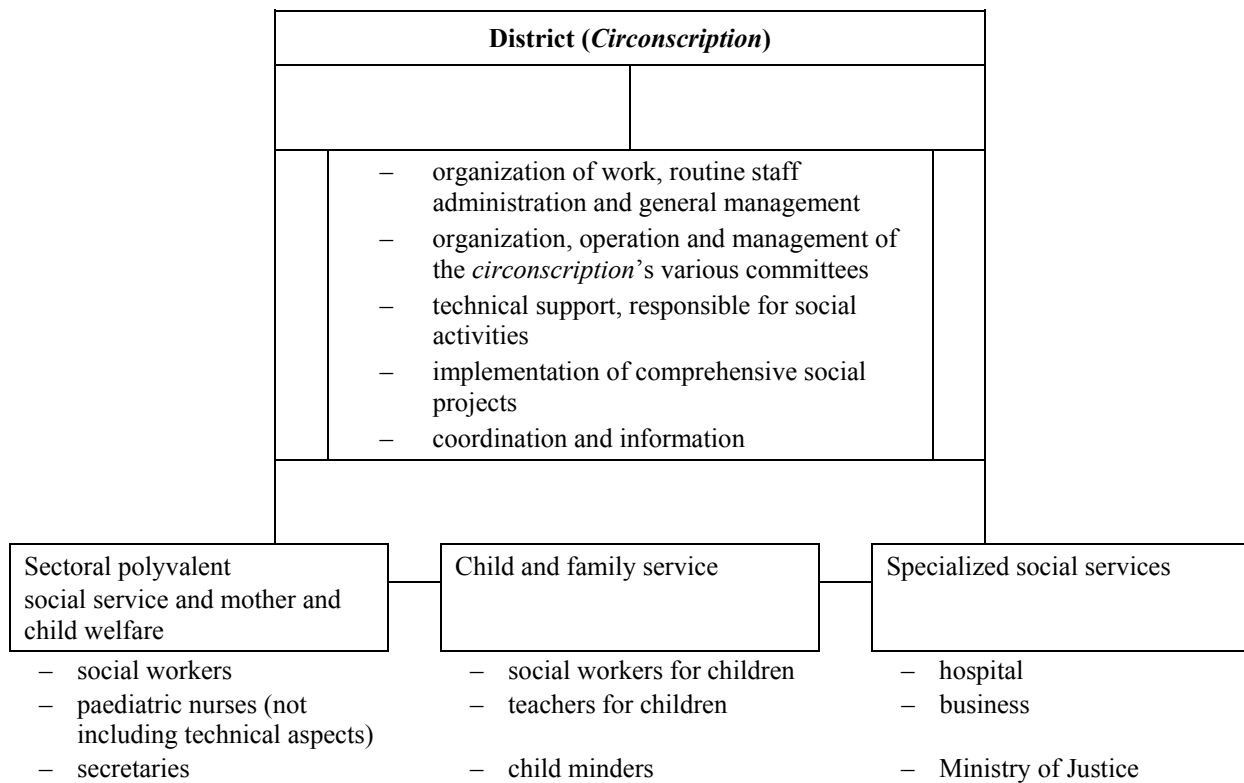 District (Circonscription)
– organization of work, routine staff
administration and general management
– organization, operation and management of
the circonscription’s various committees
– technical support, responsible for social
activities
– implementation of comprehensive social
projects
– coordination and information
Sectoral polyvalent
social service and mother and
child welfare
– social workers
– paediatric nurses (not
including technical aspects)
– secretaries
Child and family service
– social workers for children
– teachers for children
– child minders
Specialized social services
– hospital
– business
– Ministry of Justice